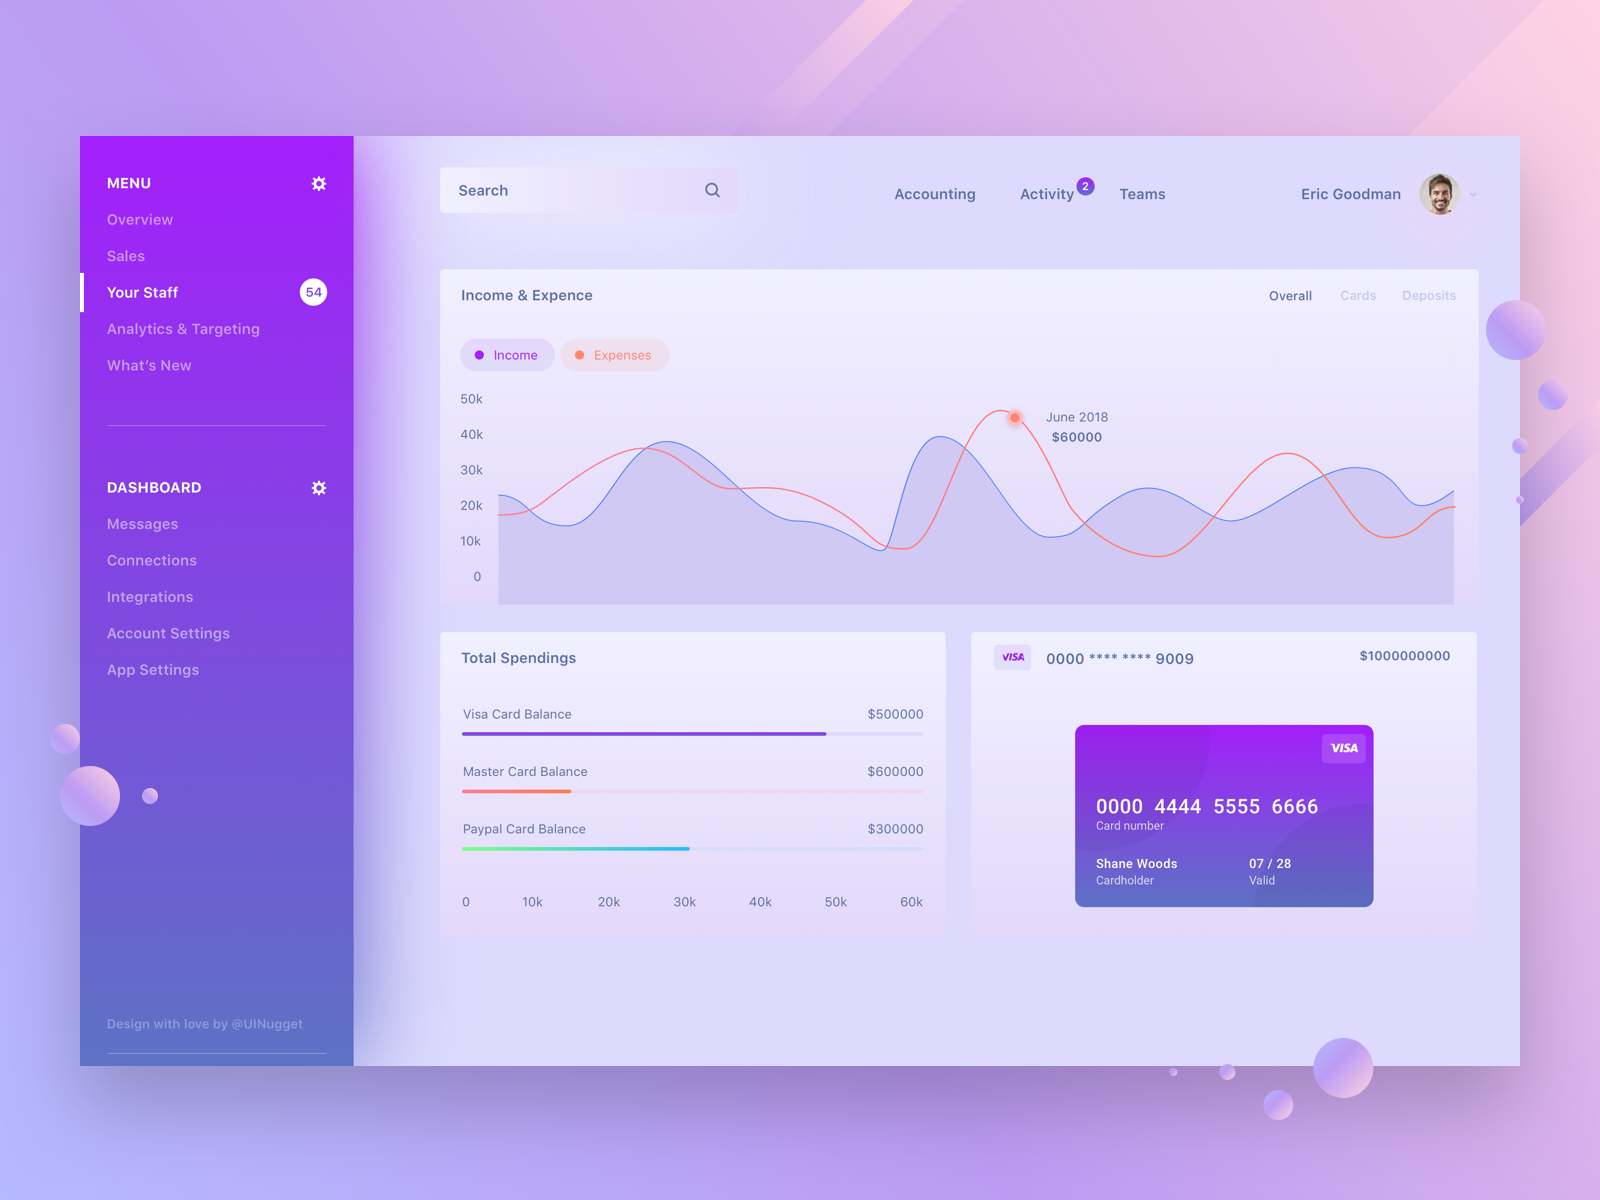 MENU
Overview
Sales
Your Staff 54
Analytics & Targeting
What's New
DASHBOARD
Messages
Connections
Integrations
Account Settings
App Settings
Design with love by @UINugget
Search
Accounting Activity 2 Teams Eric Goodman
Income & Expence Overall Cards Deposits
Income Expenses
50k
40k
30k
20k
10k
0
June 2018
$60000
Total Spendings
Visa Card Balance $500000
Master Card Balance $600000
Paypal Card Balance $300000
0 10k 20k 30k 40k 50k 60k
VISA 0000 **** **** 9009 $1000000000
VISA
0000 4444 5555 6666
Card number
Shane Woods 07 / 28
Cardholder Valid